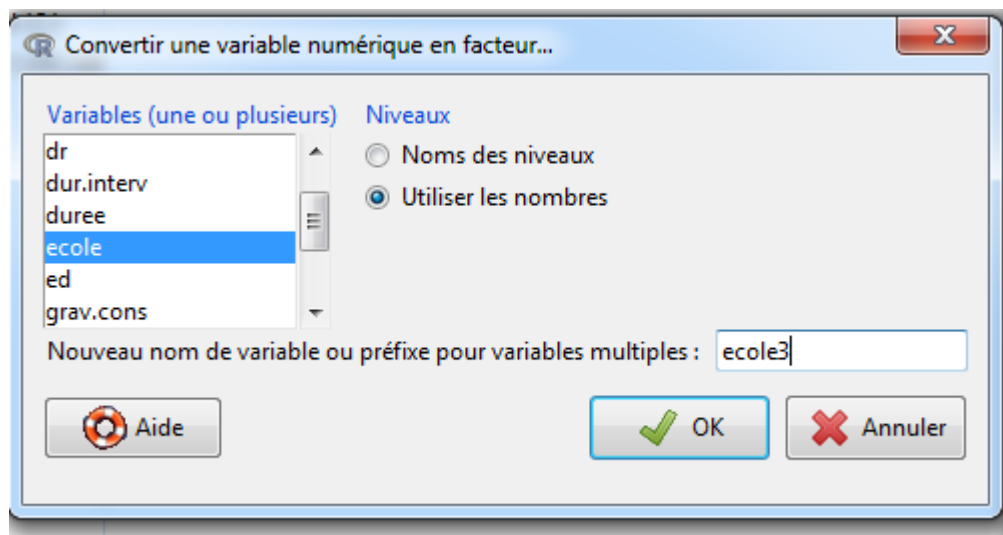 Convertir une variable numérique en facteur...
Variables (une ou plusieurs) Niveaux
dr
Noms des niveaux
dur.interv
Utiliser les nombres
duree
ecole
ed
grav.cons
Nouveau nom de variable ou préfixe pour variables multiples : ecole3
Aide OK Annuler